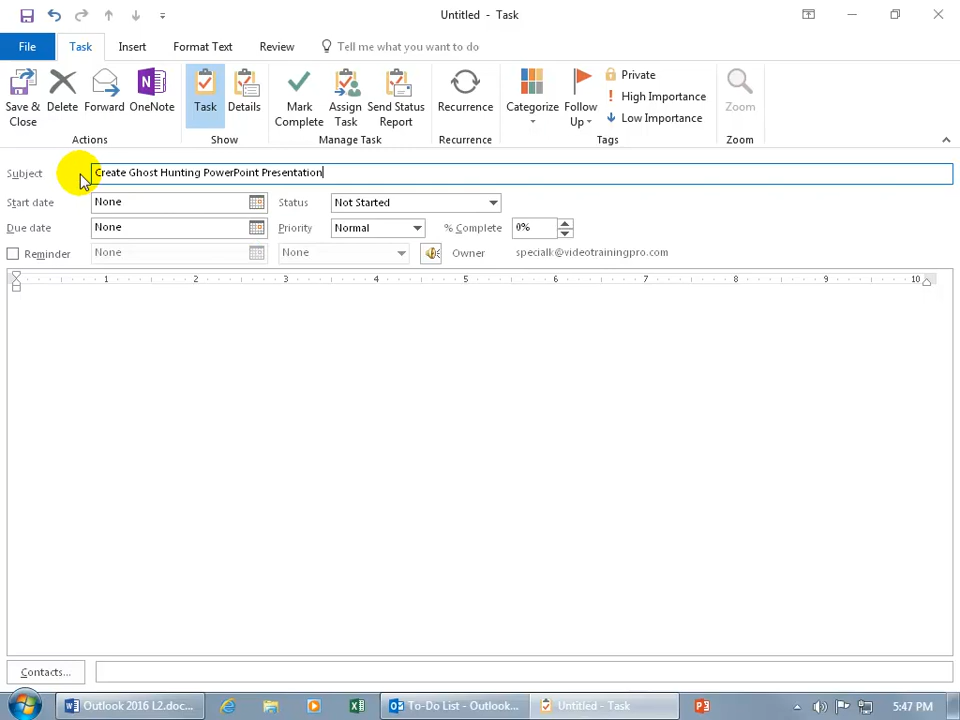 Untitled - Task
File
Task
Insert
Format Text
Review
Tell me what you want to do
Save & Close
Delete
Forward
OneNote
Task
Details
Mark Complete
Assign Task
Send Status Report
Recurrence
Categorize
Follow Up
Private
High Importance
Low Importance
Zoom
Actions
Show
Manage Task
Recurrence
Tags
Zoom
Subject
Create Ghost Hunting PowerPoint Presentation
Start date
None
Status
Not Started
Due date
None
Priority
Normal
% Complete
0%
Reminder
None
None
Owner
specialk@videotrainingpro.com
1 2 3 4 5 6 7 8 9 10
Contacts...
Outlook 2016 L2.doc...
To-Do List - Outlook...
Untitled - Task
5:47 PM